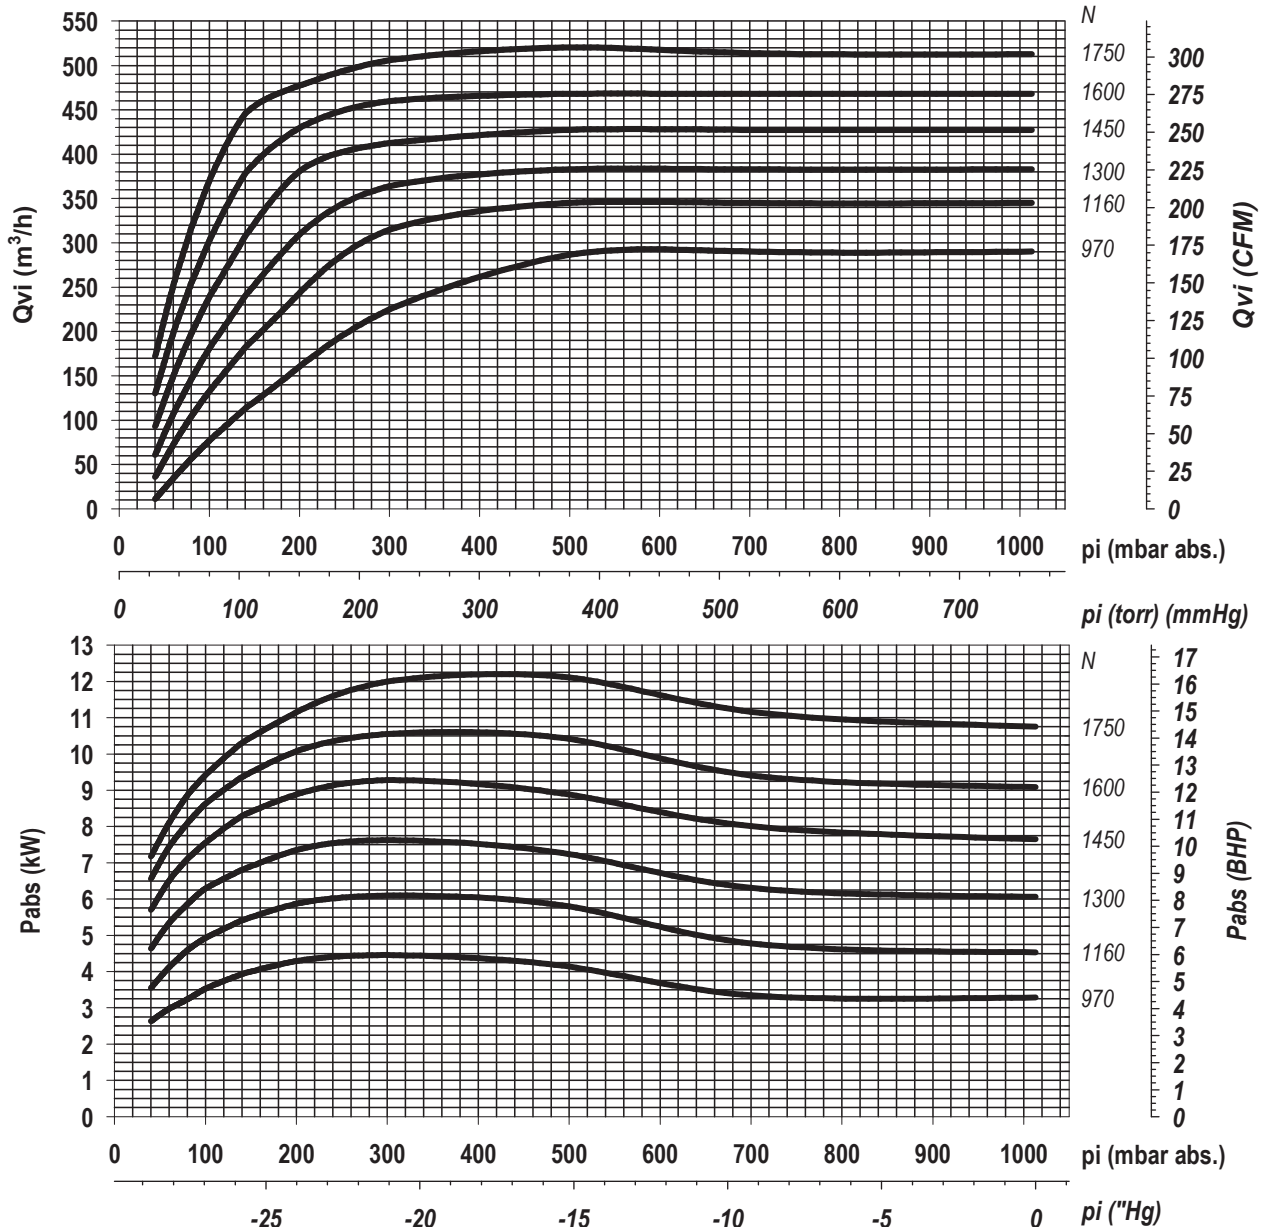 550 N
500 1750 300
450 1600 275
400 1450 250
350 1300 225
300 1160 200
250 970 175
200 150
150 125
100 100
50 75
0 50
25
0
Qvi (m³/h)
Qvi (CFM)
0 100 200 300 400 500 600 700 800 900 1000 pi (mbar abs.)
0 100 200 300 400 500 600 700 pi (torr) (mmHg)
13 N 17
12 16
11 1750 15
10 14
9 1600 13
8 1450 12
7 11
6 1300 10
5 1160 9
4 970 8
3 7
2 6
1 5
0 4
3
2
1
0
Pabs (kW)
Pabs (BHP)
0 100 200 300 400 500 600 700 800 900 1000 pi (mbar abs.)
-25 -20 -15 -10 -5 0 pi ("Hg)